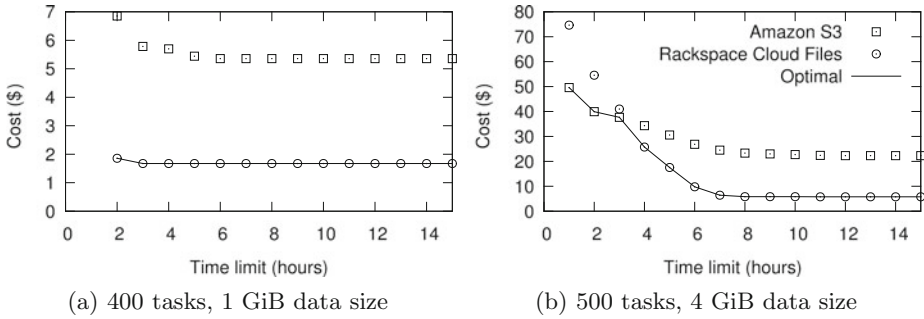 7
6
5
4
3
2
1
0
Cost ($)
0 2 4 6 8 10 12 14
Time limit (hours)
(a) 400 tasks, 1 GiB data size
80
70
60
50
40
30
20
10
0
Cost ($)
Amazon S3
Rackspace Cloud Files
Optimal
0 2 4 6 8 10 12 14
Time limit (hours)
(b) 500 tasks, 4 GiB data size